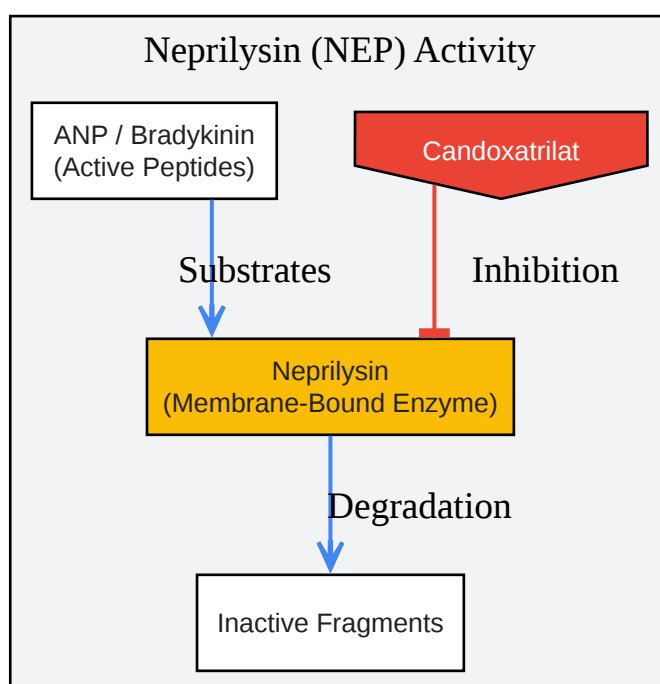 Neprilysin (NEP) Activity
ANP / Bradykinin
(Active Peptides)
Candoxatrilat
Substrates
Inhibition
Neprilysin
(Membrane-Bound Enzyme)
Degradation
Inactive Fragments